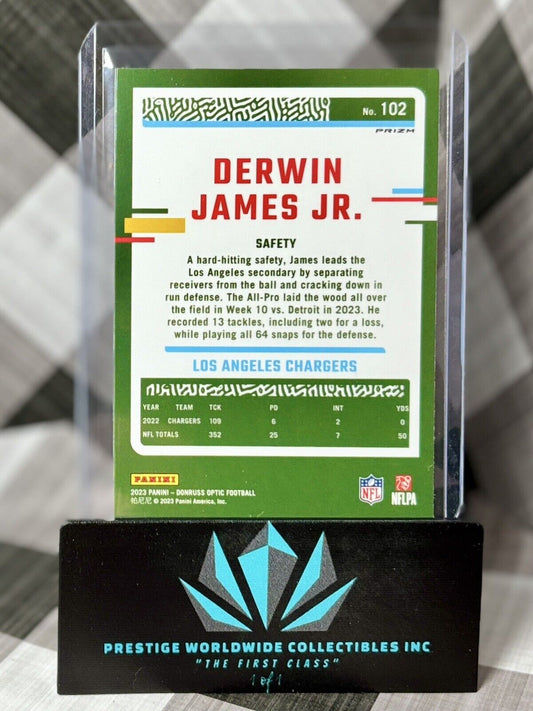 No. 102
PRIZM
DERWIN
JAMES JR.
SAFETY
A hard-hitting safety, James leads the
Los Angeles secondary by separating
receivers from the ball and cracking down in
run defense. The All-Pro laid the wood all over
the field in Week 10 vs. Detroit in 2023. He
recorded 13 tackles, including two for a loss,
while playing all 64 snaps for the defense.
LOS ANGELES CHARGERS
YEAR TEAM TCK PD INT YDS
2022 CHARGERS 109 6 2 0
NFL TOTALS 352 25 7 50
PANINI
2023 PANINI – DONRUSS OPTIC FOOTBALL
帕尼尼 © 2023 Panini America, Inc.
NFL
NFLPA
PRESTIGE WORLDWIDE COLLECTIBLES INC
"THE FIRST CLASS"
1 of 1